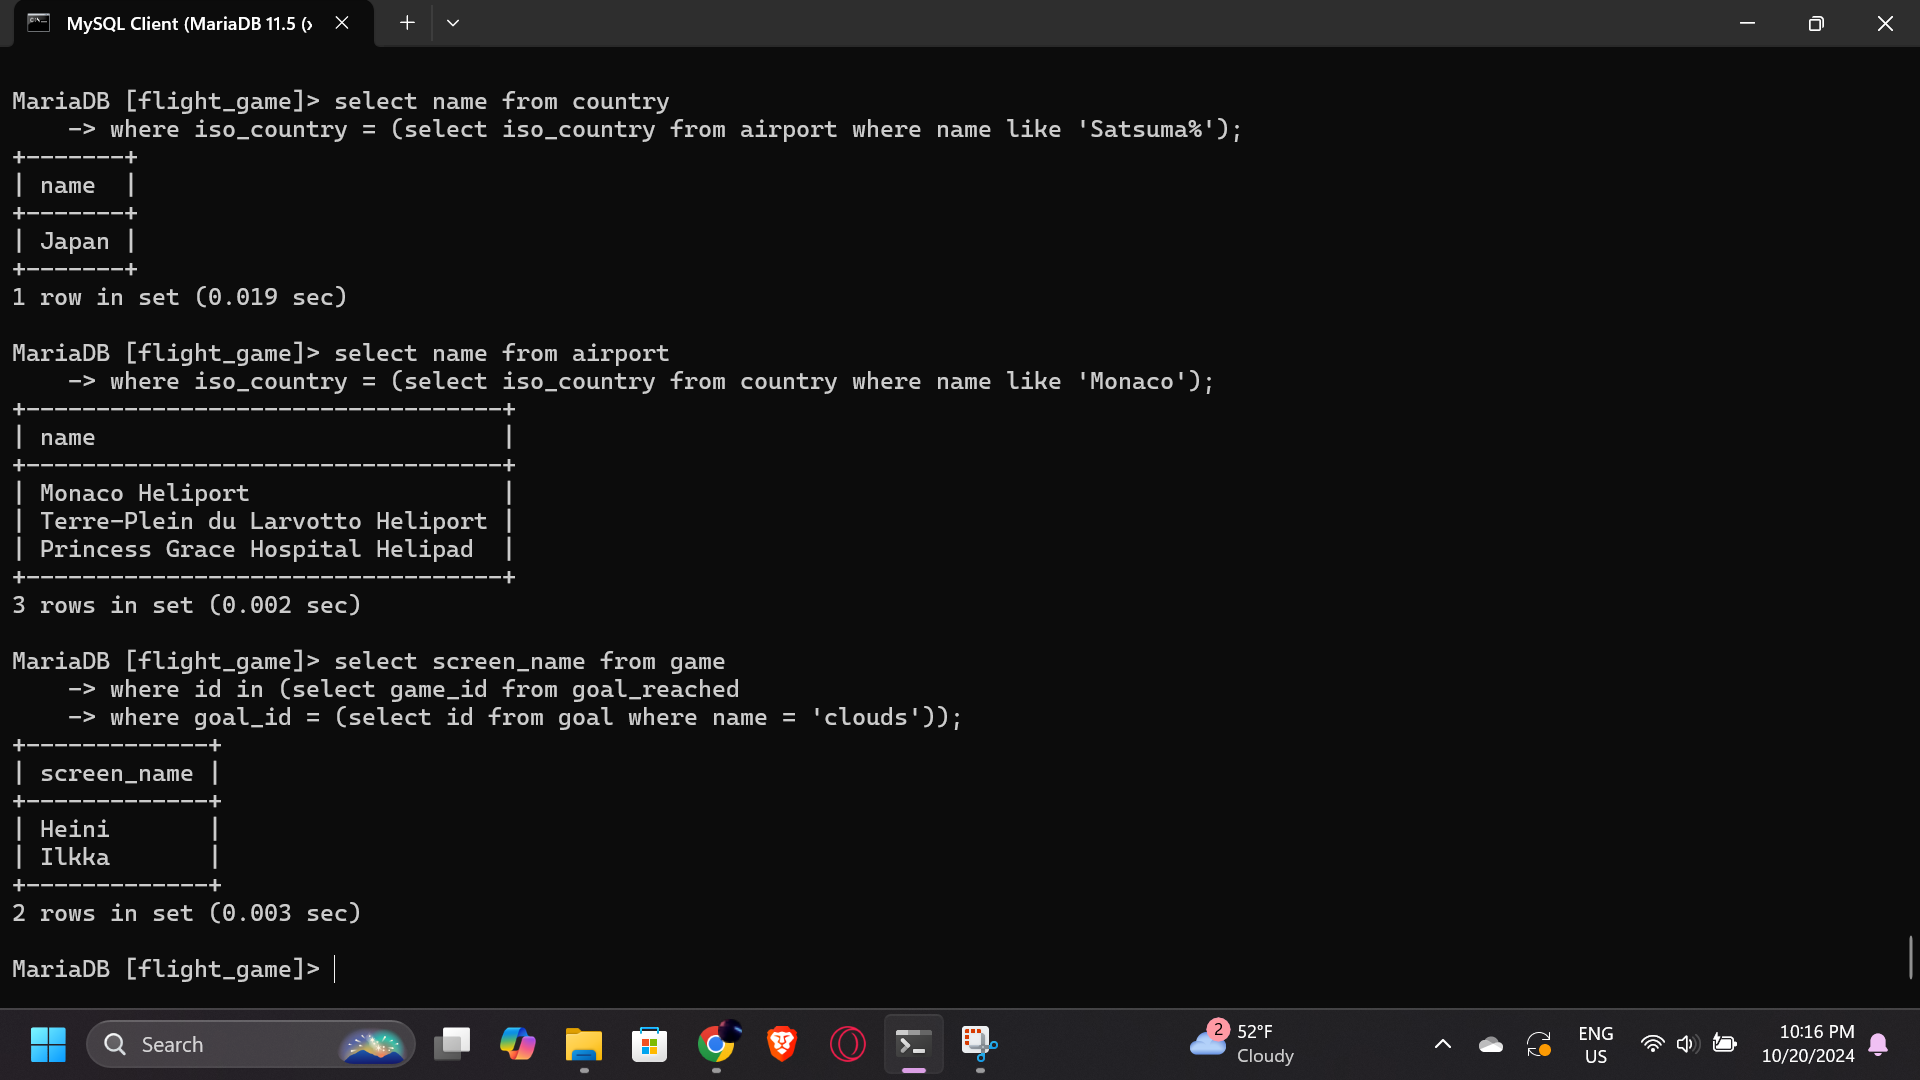 MySQL Client (MariaDB 11.5 (x
MariaDB [flight_game]> select name from country
    -> where iso_country = (select iso_country from airport where name like 'Satsuma%');
+-------+
| name  |
+-------+
| Japan |
+-------+
1 row in set (0.019 sec)
MariaDB [flight_game]> select name from airport
    -> where iso_country = (select iso_country from country where name like 'Monaco');
+----------------------------------+
| name                             |
+----------------------------------+
| Monaco Heliport                  |
| Terre-Plein du Larvotto Heliport |
| Princess Grace Hospital Helipad  |
+----------------------------------+
3 rows in set (0.002 sec)
MariaDB [flight_game]> select screen_name from game
    -> where id in (select game_id from goal_reached
    -> where goal_id = (select id from goal where name = 'clouds'));
+-------------+
| screen_name |
+-------------+
| Heini       |
| Ilkka       |
+-------------+
2 rows in set (0.003 sec)
MariaDB [flight_game]>
Search
2
52°F
Cloudy
ENG
US
10:16 PM
10/20/2024